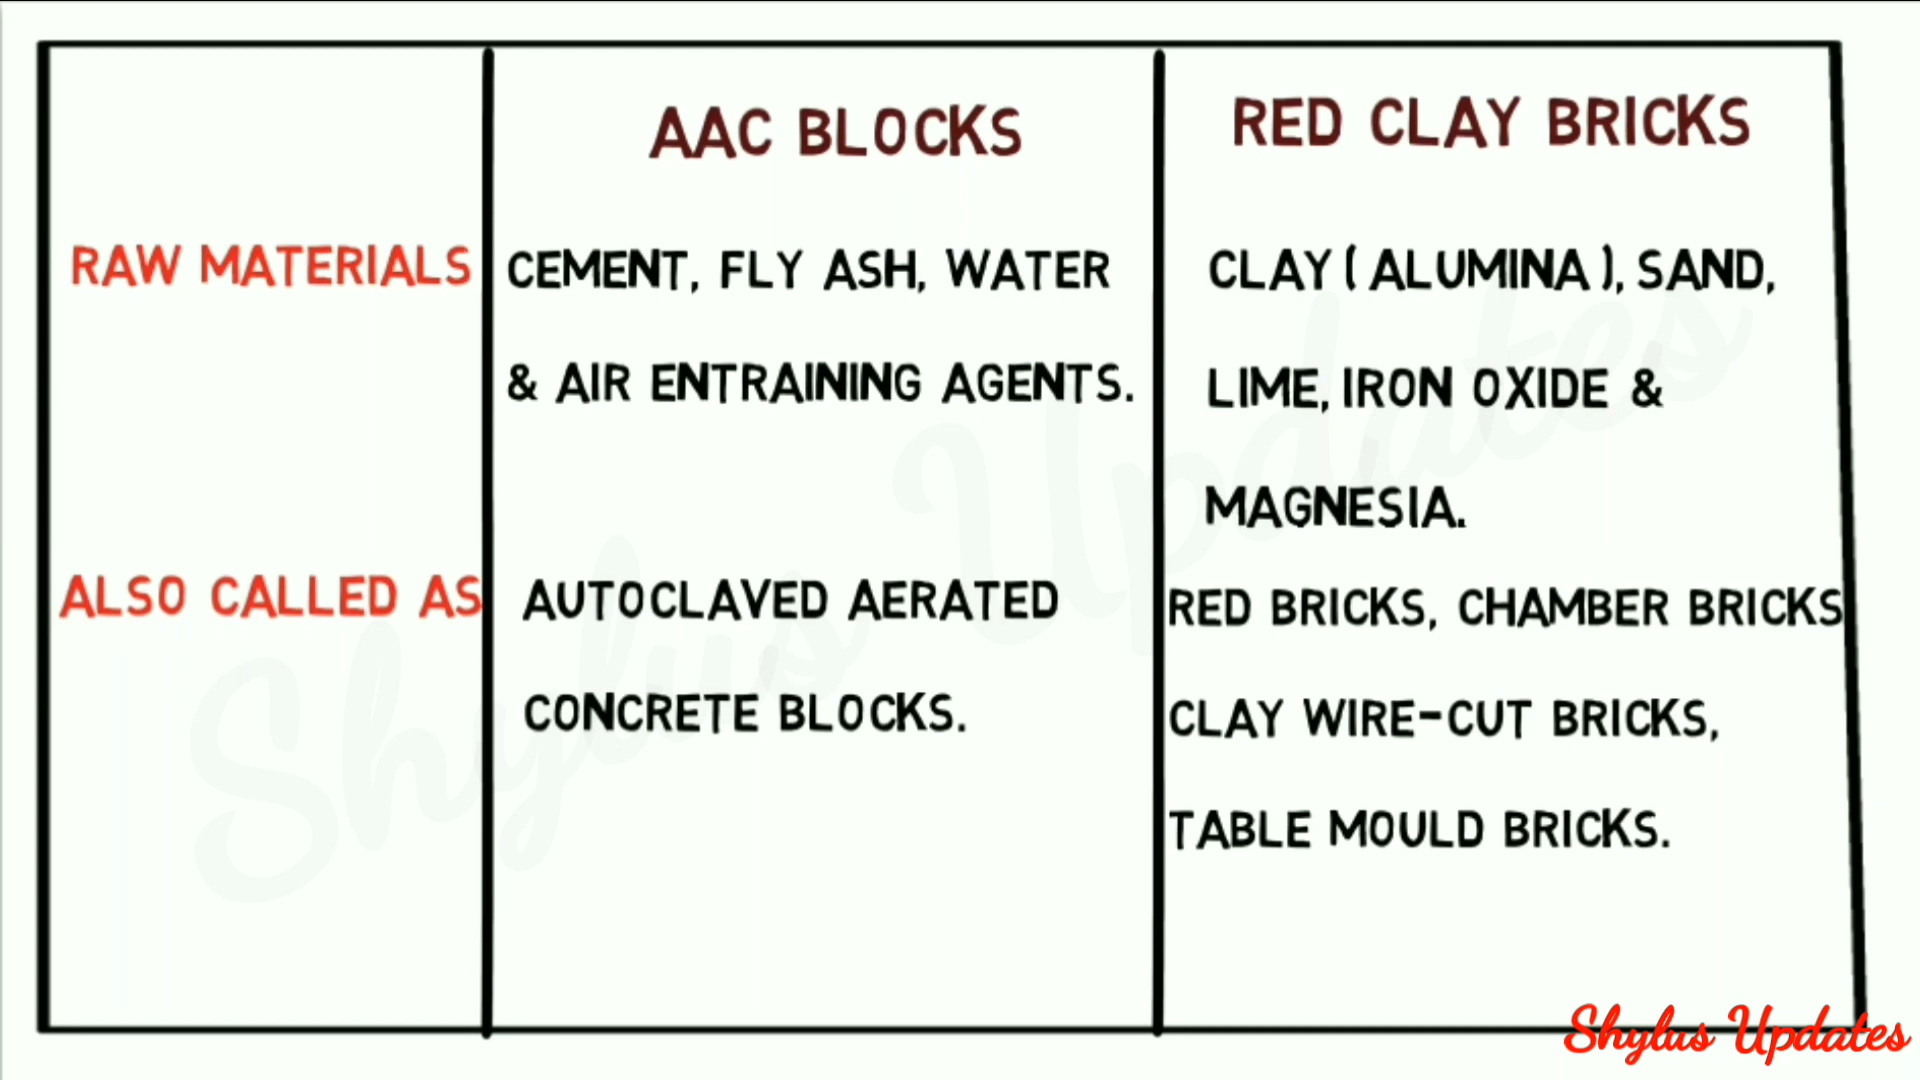 AAC BLOCKS
RED CLAY BRICKS
RAW MATERIALS
CEMENT, FLY ASH, WATER
& AIR ENTRAINING AGENTS.
CLAY ( ALUMINA ), SAND,
LIME, IRON OXIDE &
MAGNESIA.
ALSO CALLED AS
AUTOCLAVED AERATED
CONCRETE BLOCKS.
RED BRICKS, CHAMBER BRICKS
CLAY WIRE-CUT BRICKS,
TABLE MOULD BRICKS.
Shylus Updates
Shylus Updates